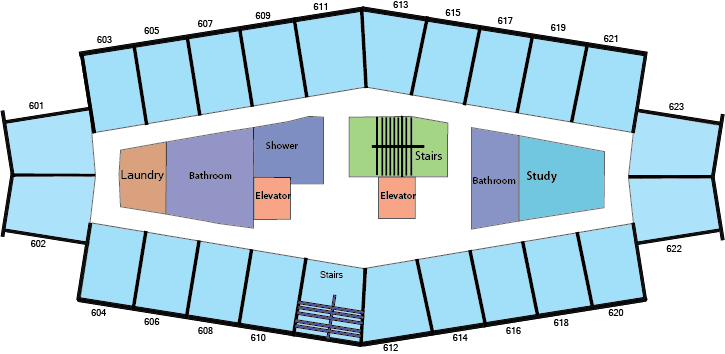 611
613
609
615
607
617
605
619
603
621
601
623
Shower
Stairs
Laundry
Bathroom
Bathroom
Study
Elevator
Elevator
602
622
Stairs
604
620
606
618
608
616
610
614
612